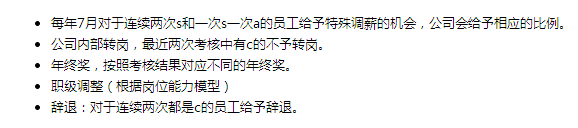 每年7月对于连续两次s和一次s一次a的员工给予特殊调薪的机会，公司会给予相应的比例。
公司内部转岗，最近两次考核中有c的不予转岗。
年终奖，按照考核结果对应不同的年终奖。
职级调整（根据岗位能力模型）
辞退：对于连续两次都是c的员工给予辞退。